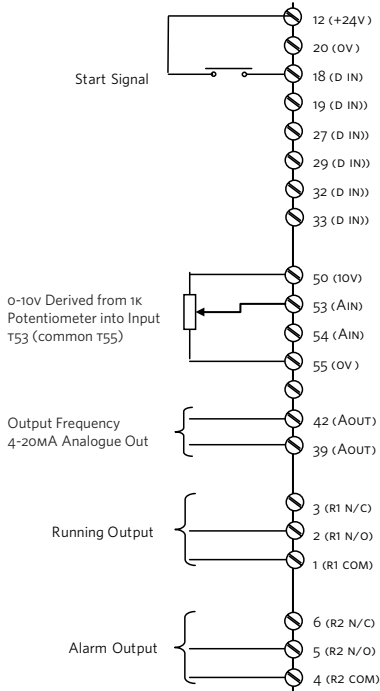 12 (+24V)
20 (0V)
Start Signal
18 (D IN)
19 (D IN))
27 (D IN))
29 (D IN))
32 (D IN))
33 (D IN))
50 (10V)
0-10V Derived from 1K
Potentiometer into Input
T53 (common T55)
53 (AIN)
54 (AIN)
55 (0V )
Output Frequency
4-20MA Analogue Out
42 (AOUT)
39 (AOUT)
3 (R1 N/C)
Running Output
2 (R1 N/O)
1 (R1 COM)
6 (R2 N/C)
Alarm Output
5 (R2 N/O)
4 (R2 COM)